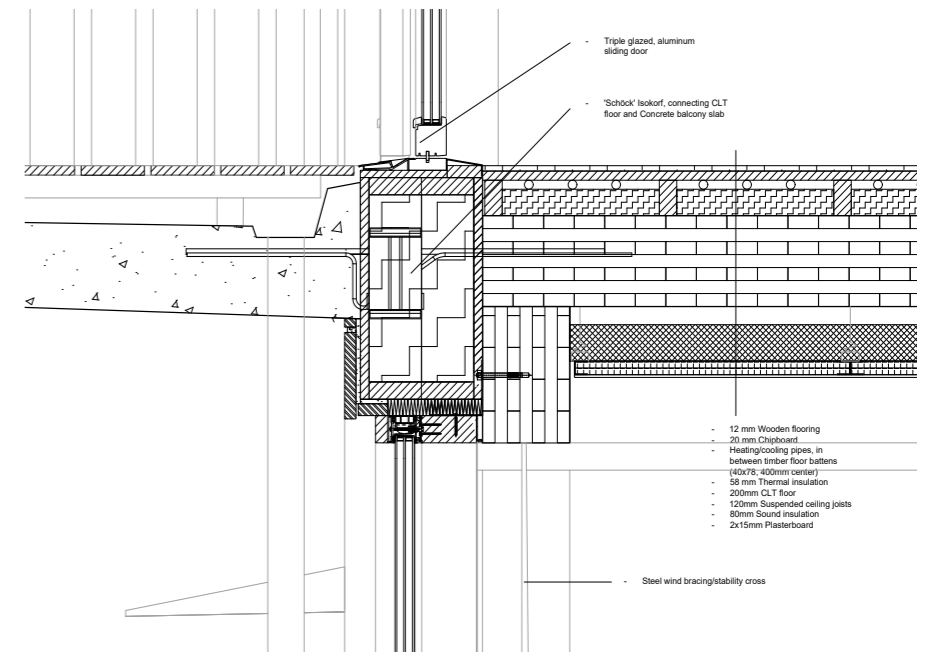 - Triple glazed, aluminum
sliding door
- 'Schöck' Isokorf, connecting CLT
floor and Concrete balcony slab
- 12 mm Wooden flooring
- 20 mm Chipboard
- Heating/cooling pipes, in
between timber floor battens
(40x78, 400mm center)
- 58 mm Thermal insulation
- 200mm CLT floor
- 120mm Suspended ceiling joists
- 80mm Sound insulation
- 2x15mm Plasterboard
- Steel wind bracing/stability cross